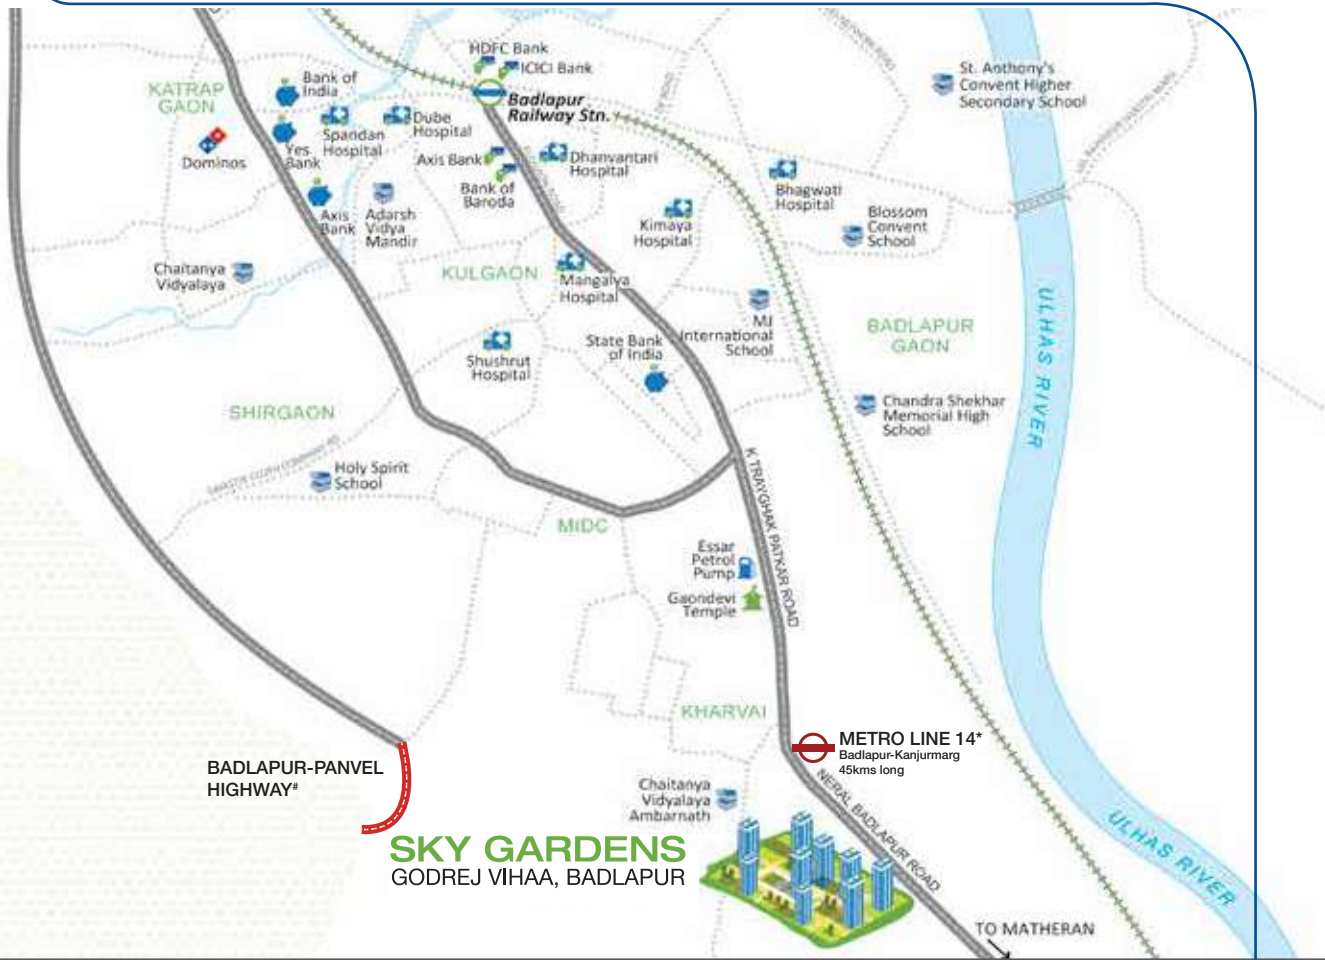 HDFC Bank
ICICI Bank
Badlapur
Railway Stn.
KATRAP
GAON
Bank of
India
Dominos
Yes
Bank
Spandan
Hospital
Dube
Hospital
Axis Bank
Bank of
Baroda
Dhanvantari
Hospital
Axis
Bank
Adarsh
Vidya
Mandir
Kimaya
Hospital
Bhagwati
Hospital
Blossom
Convent
School
St. Anthony's
Convent Higher
Secondary School
Chaitanya
Vidyalaya
KULGAON
Mangalya
Hospital
MJ
International
School
State Bank
of India
Shushrut
Hospital
BADLAPUR
GAON
ULHAS RIVER
Chandra Shekhar
Memorial High
School
SHIRGAON
Holy Spirit
School
MIDC
K TRAYGHAK PATKAR ROAD
Essar
Petrol
Pump
Gaondevi
Temple
KHARVAI
METRO LINE 14*
Badlapur-Kanjurmarg
45kms long
BADLAPUR-PANVEL
HIGHWAY#
Chaitanya
Vidyalaya
Ambarnath
SKY GARDENS
GODREJ VIHAA, BADLAPUR
NERAL BADLAPUR ROAD
ULHAS RIVER
TO MATHERAN